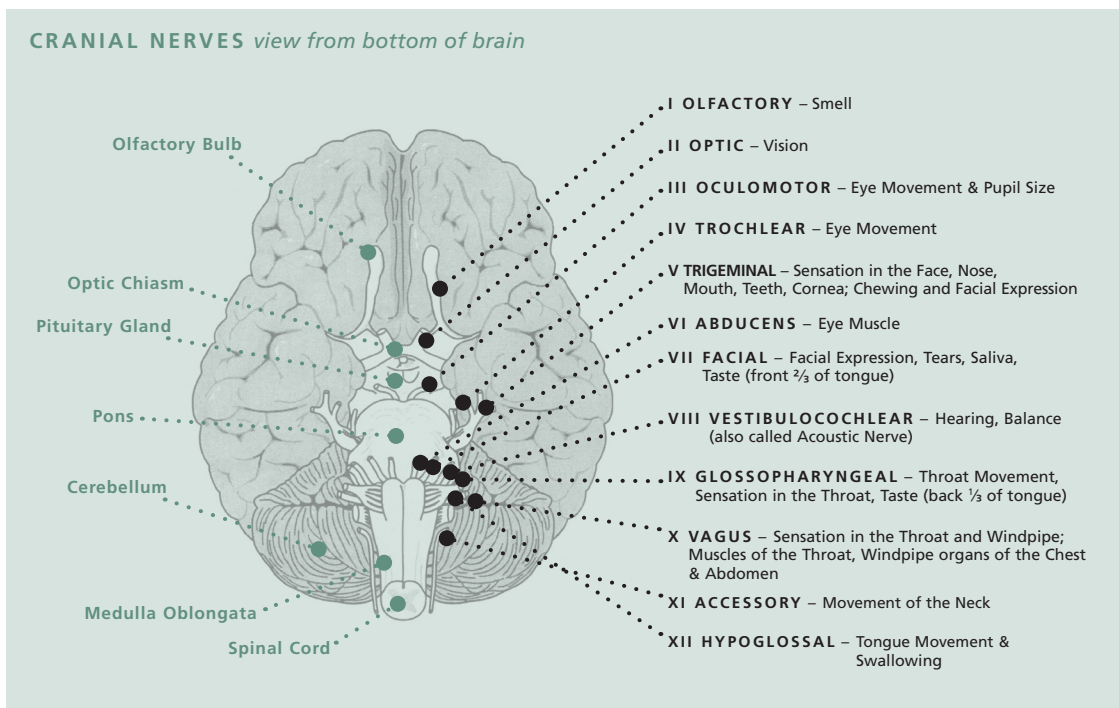 CRANIAL NERVES view from bottom of brain
Olfactory Bulb
Optic Chiasm
Pituitary Gland
Pons
Cerebellum
Medulla Oblongata
Spinal Cord
I OLFACTORY – Smell
II OPTIC – Vision
III OCULOMOTOR – Eye Movement & Pupil Size
IV TROCHLEAR – Eye Movement
V TRIGEMINAL – Sensation in the Face, Nose,
Mouth, Teeth, Cornea; Chewing and Facial Expression
VI ABDUCENS – Eye Muscle
VII FACIAL – Facial Expression, Tears, Saliva,
Taste (front ⅔ of tongue)
VIII VESTIBULOCOCHLEAR – Hearing, Balance
(also called Acoustic Nerve)
IX GLOSSOPHARYNGEAL – Throat Movement,
Sensation in the Throat, Taste (back ⅓ of tongue)
X VAGUS – Sensation in the Throat and Windpipe;
Muscles of the Throat, Windpipe organs of the Chest
& Abdomen
XI ACCESSORY – Movement of the Neck
XII HYPOGLOSSAL – Tongue Movement &
Swallowing